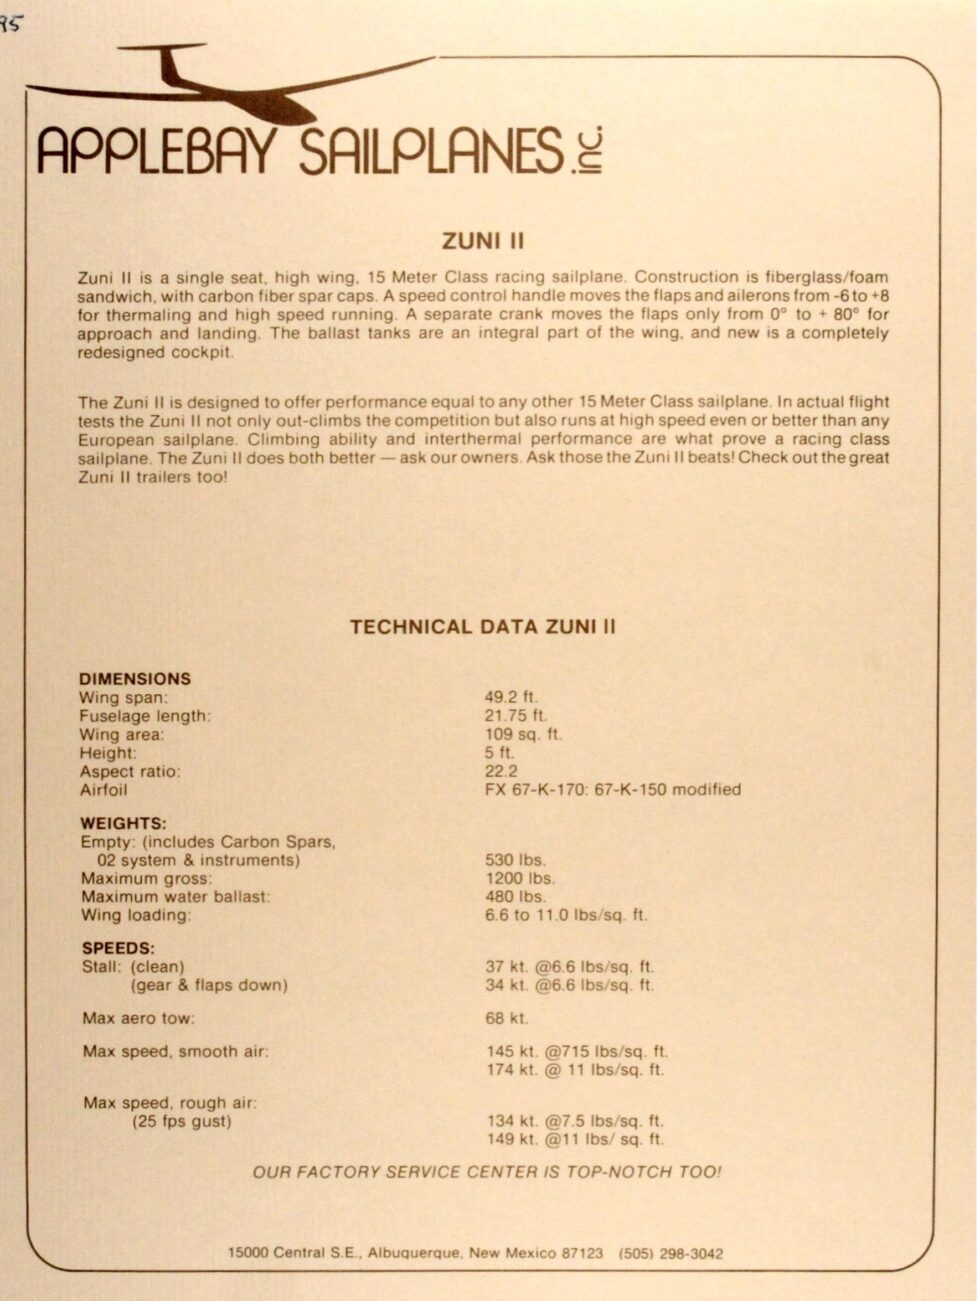 95
APPLEBAY SAILPLANES.inc.
ZUNI II
Zuni II is a single seat, high wing, 15 Meter Class racing sailplane. Construction is fiberglass/foam
sandwich, with carbon fiber spar caps. A speed control handle moves the flaps and ailerons from -6 to +8
for thermaling and high speed running. A separate crank moves the flaps only from 0° to + 80° for
approach and landing. The ballast tanks are an integral part of the wing, and new is a completely
redesigned cockpit.
The Zuni II is designed to offer performance equal to any other 15 Meter Class sailplane. In actual flight
tests the Zuni II not only out-climbs the competition but also runs at high speed even or better than any
European sailplane. Climbing ability and interthermal performance are what prove a racing class
sailplane. The Zuni II does both better — ask our owners. Ask those the Zuni II beats! Check out the great
Zuni II trailers too!
TECHNICAL DATA ZUNI II
DIMENSIONS
Wing span: 49.2 ft.
Fuselage length: 21.75 ft.
Wing area: 109 sq. ft.
Height: 5 ft.
Aspect ratio: 22.2
Airfoil FX 67-K-170: 67-K-150 modified
WEIGHTS:
Empty: (includes Carbon Spars,
02 system & instruments) 530 lbs.
Maximum gross: 1200 lbs.
Maximum water ballast: 480 lbs.
Wing loading: 6.6 to 11.0 lbs/sq. ft.
SPEEDS:
Stall: (clean) 37 kt. @6.6 lbs/sq. ft.
(gear & flaps down) 34 kt. @6.6 lbs/sq. ft.
Max aero tow: 68 kt.
Max speed, smooth air: 145 kt. @715 lbs/sq. ft.
174 kt. @ 11 lbs/sq. ft.
Max speed, rough air:
(25 fps gust) 134 kt. @7.5 lbs/sq. ft.
149 kt. @11 lbs/ sq. ft.
OUR FACTORY SERVICE CENTER IS TOP-NOTCH TOO!
15000 Central S.E., Albuquerque, New Mexico 87123 (505) 298-3042